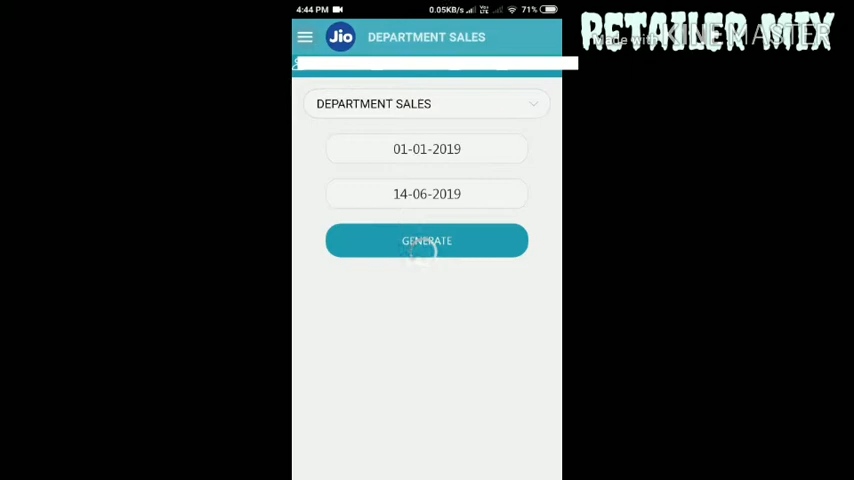 4:44 PM 0.05KB/s 71%
RETAILER MIX
Made with KINEMASTER
Jio DEPARTMENT SALES
DEPARTMENT SALES
01-01-2019
14-06-2019
GENERATE